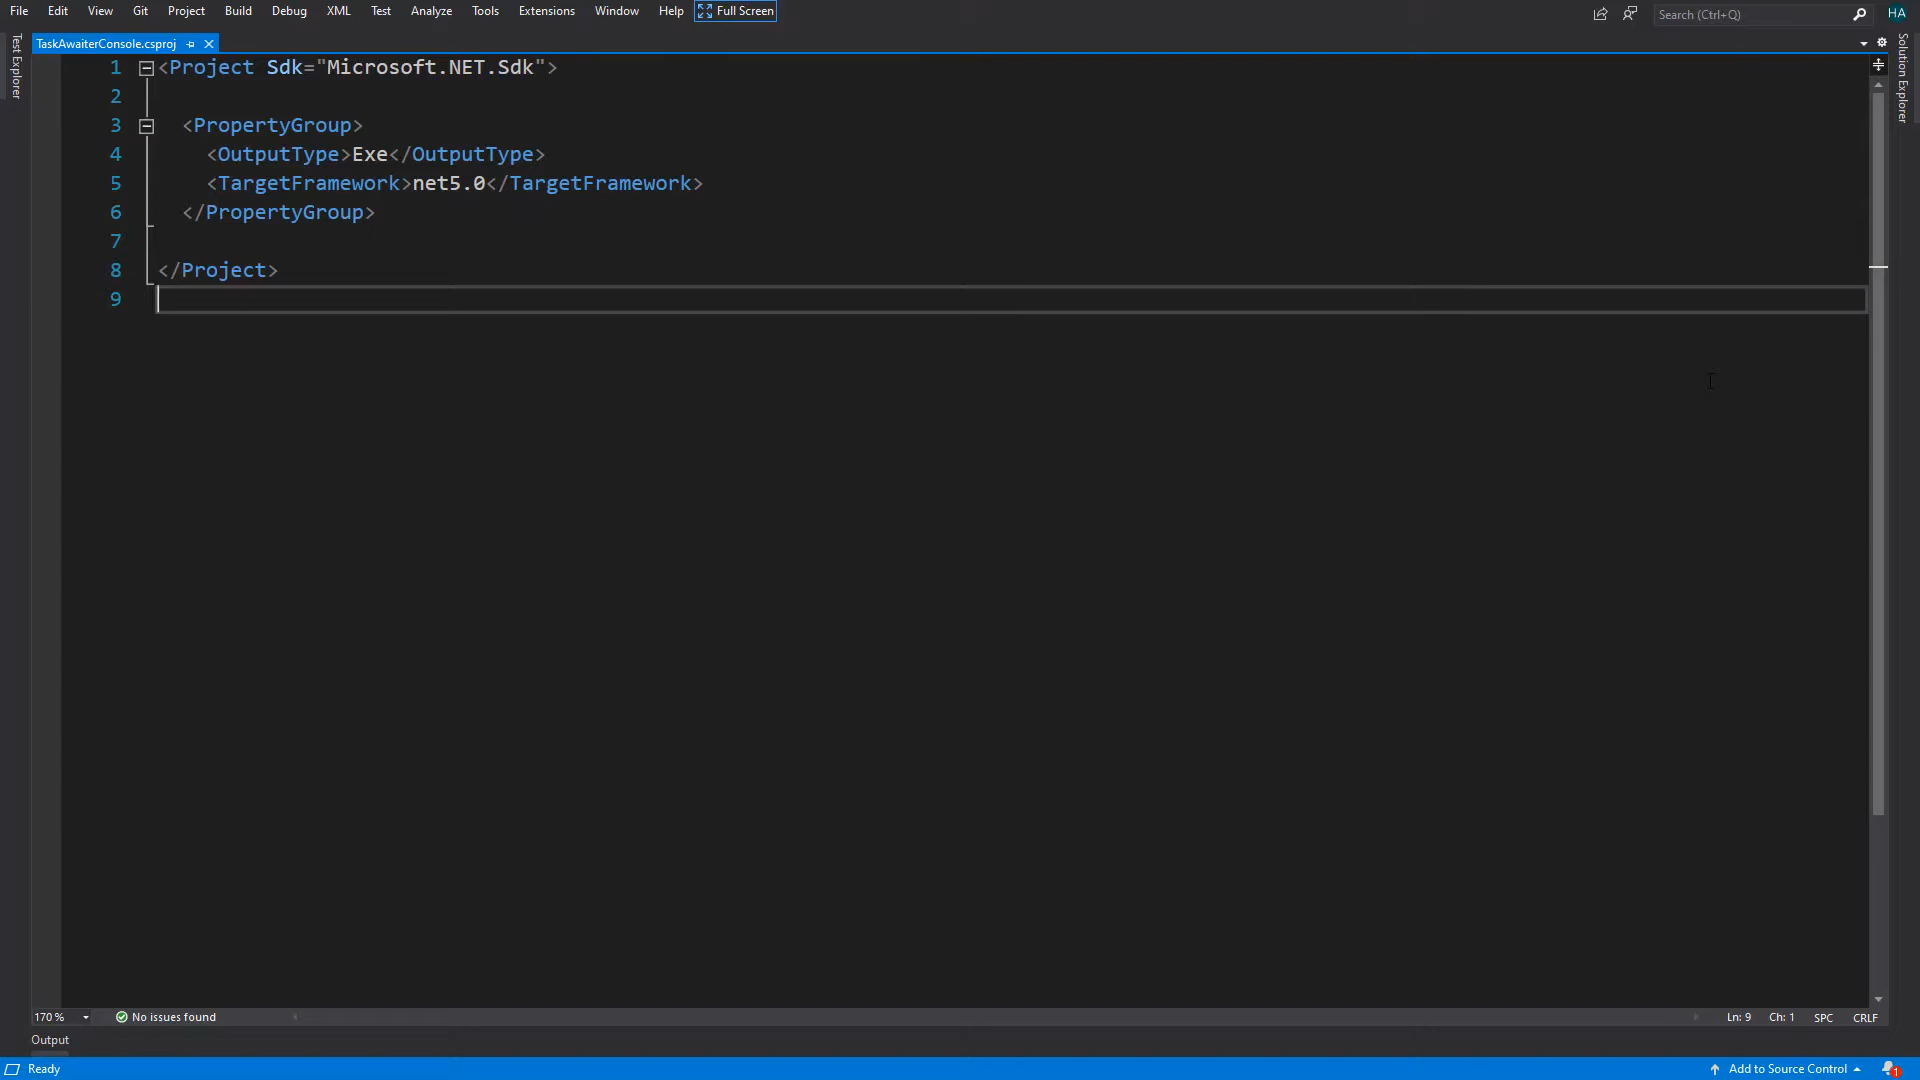 File Edit View Git Project Build Debug XML Test Analyze Tools Extensions Window Help Full Screen Search (Ctrl+Q) HA
TaskAwaiterConsole.csproj
Test Explorer
Solution Explorer
1 <Project Sdk="Microsoft.NET.Sdk">
2
3 <PropertyGroup>
4 <OutputType>Exe</OutputType>
5 <TargetFramework>net5.0</TargetFramework>
6 </PropertyGroup>
7
8 </Project>
9
170 % No issues found Ln: 9 Ch: 1 SPC CRLF
Output
Ready Add to Source Control 1